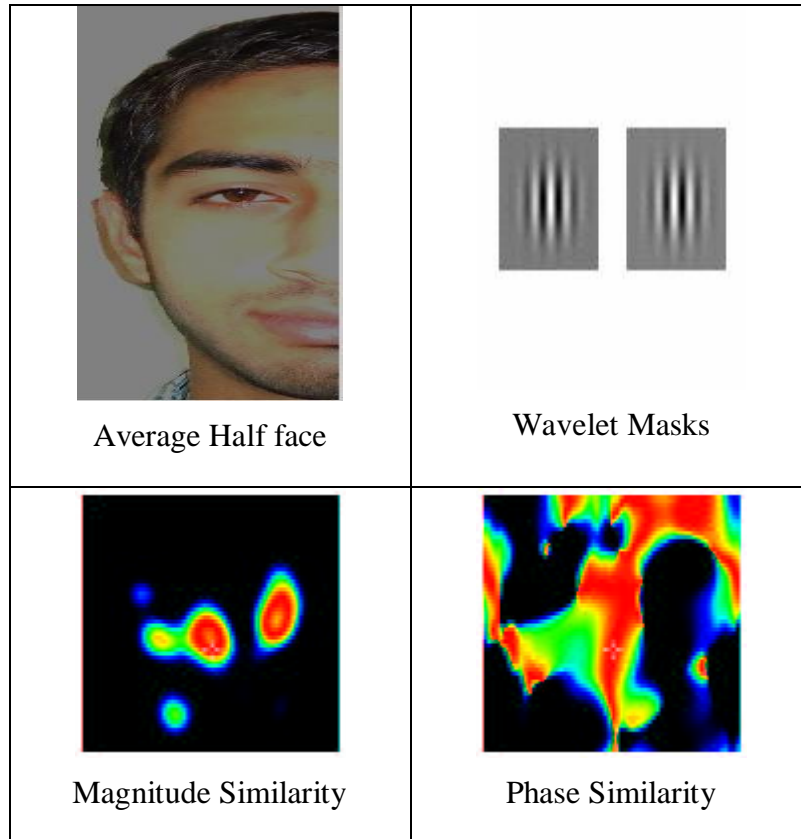 Average Half face
Wavelet Masks
Magnitude Similarity
Phase Similarity